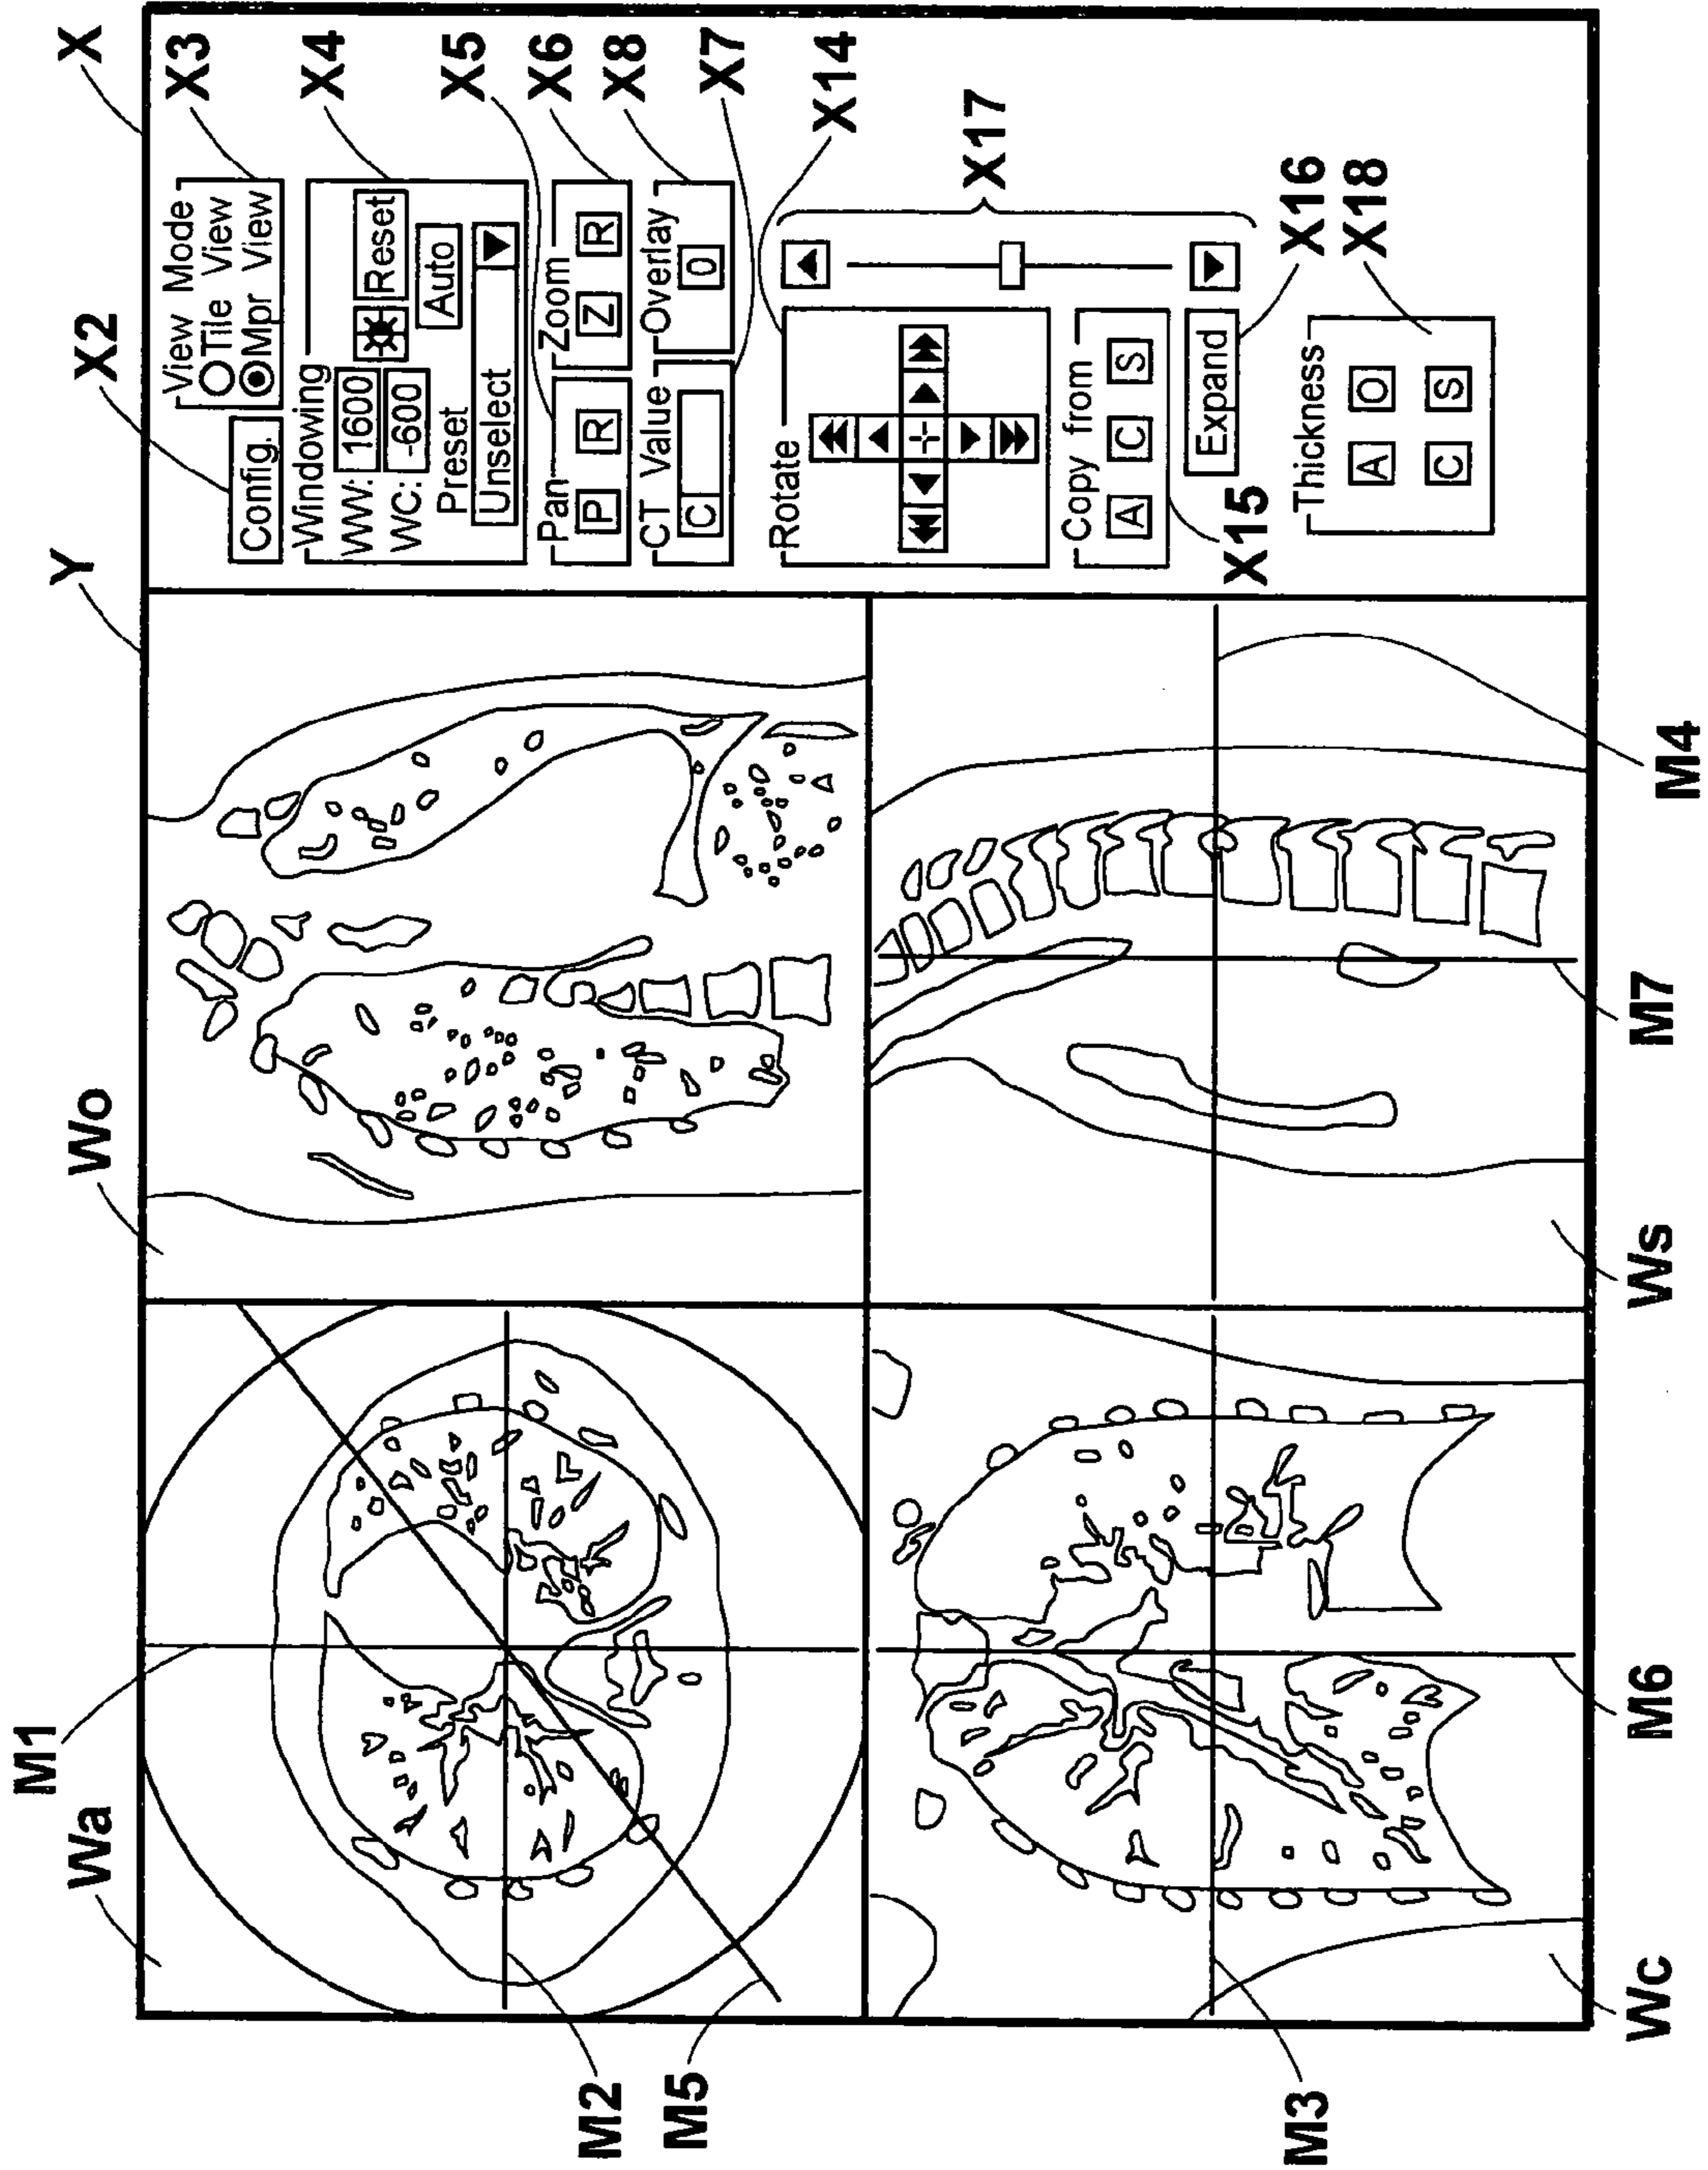 Wa
M1
Wo
Y
X2
X
X3
X4
X5
X6
X8
X7
X14
X17
X16
X18
X15
M2
M5
M3
Wc
M6
Ws
M7
M4
Config.
View Mode
Tile View
Mpr View
Windowing
WW: 1600 Reset
WC: -600 Auto
Preset
Unselect
Pan Zoom
P R Z R
CT Value Overlay
C 0
Rotate
Copy from
A C S
Expand
Thickness
A O
C S